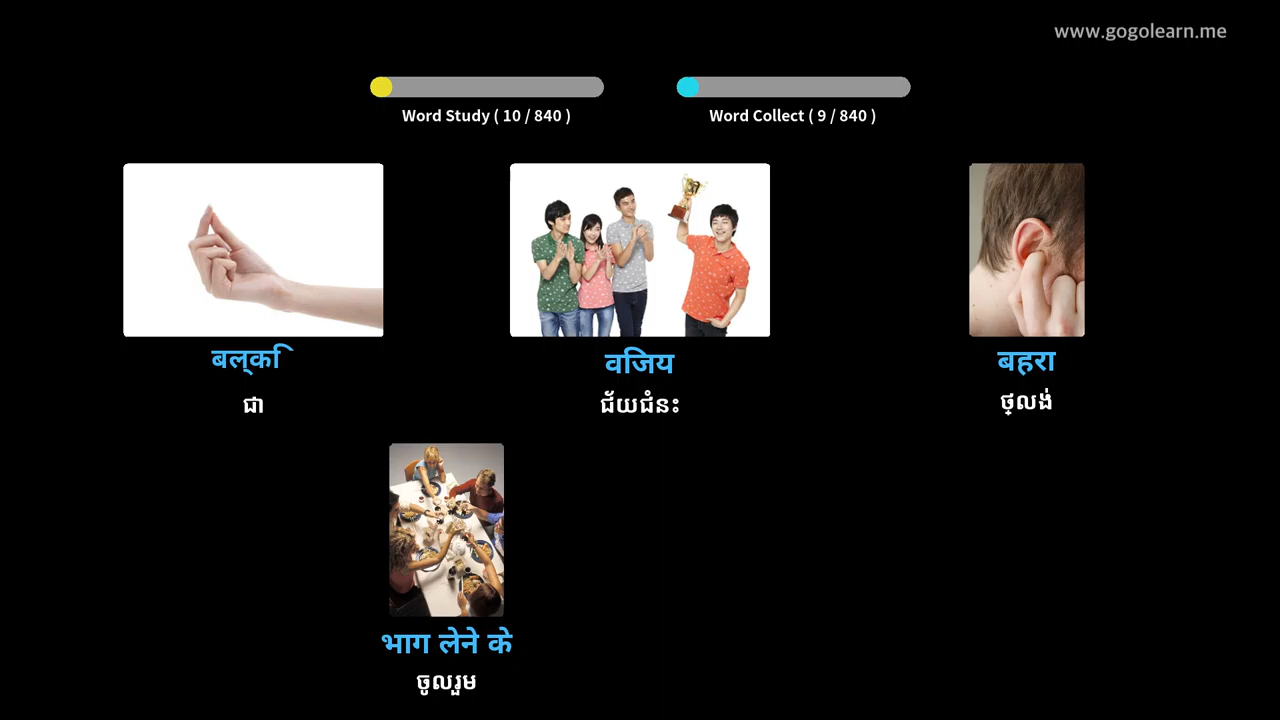 www.gogolearn.me
Word Study ( 10 / 840 )
Word Collect ( 9 / 840 )
बल्कि
ជា
विजय
ជ័យជំនះ
बहरा
ថ្លង់
भाग लेने के
ចូលរួម